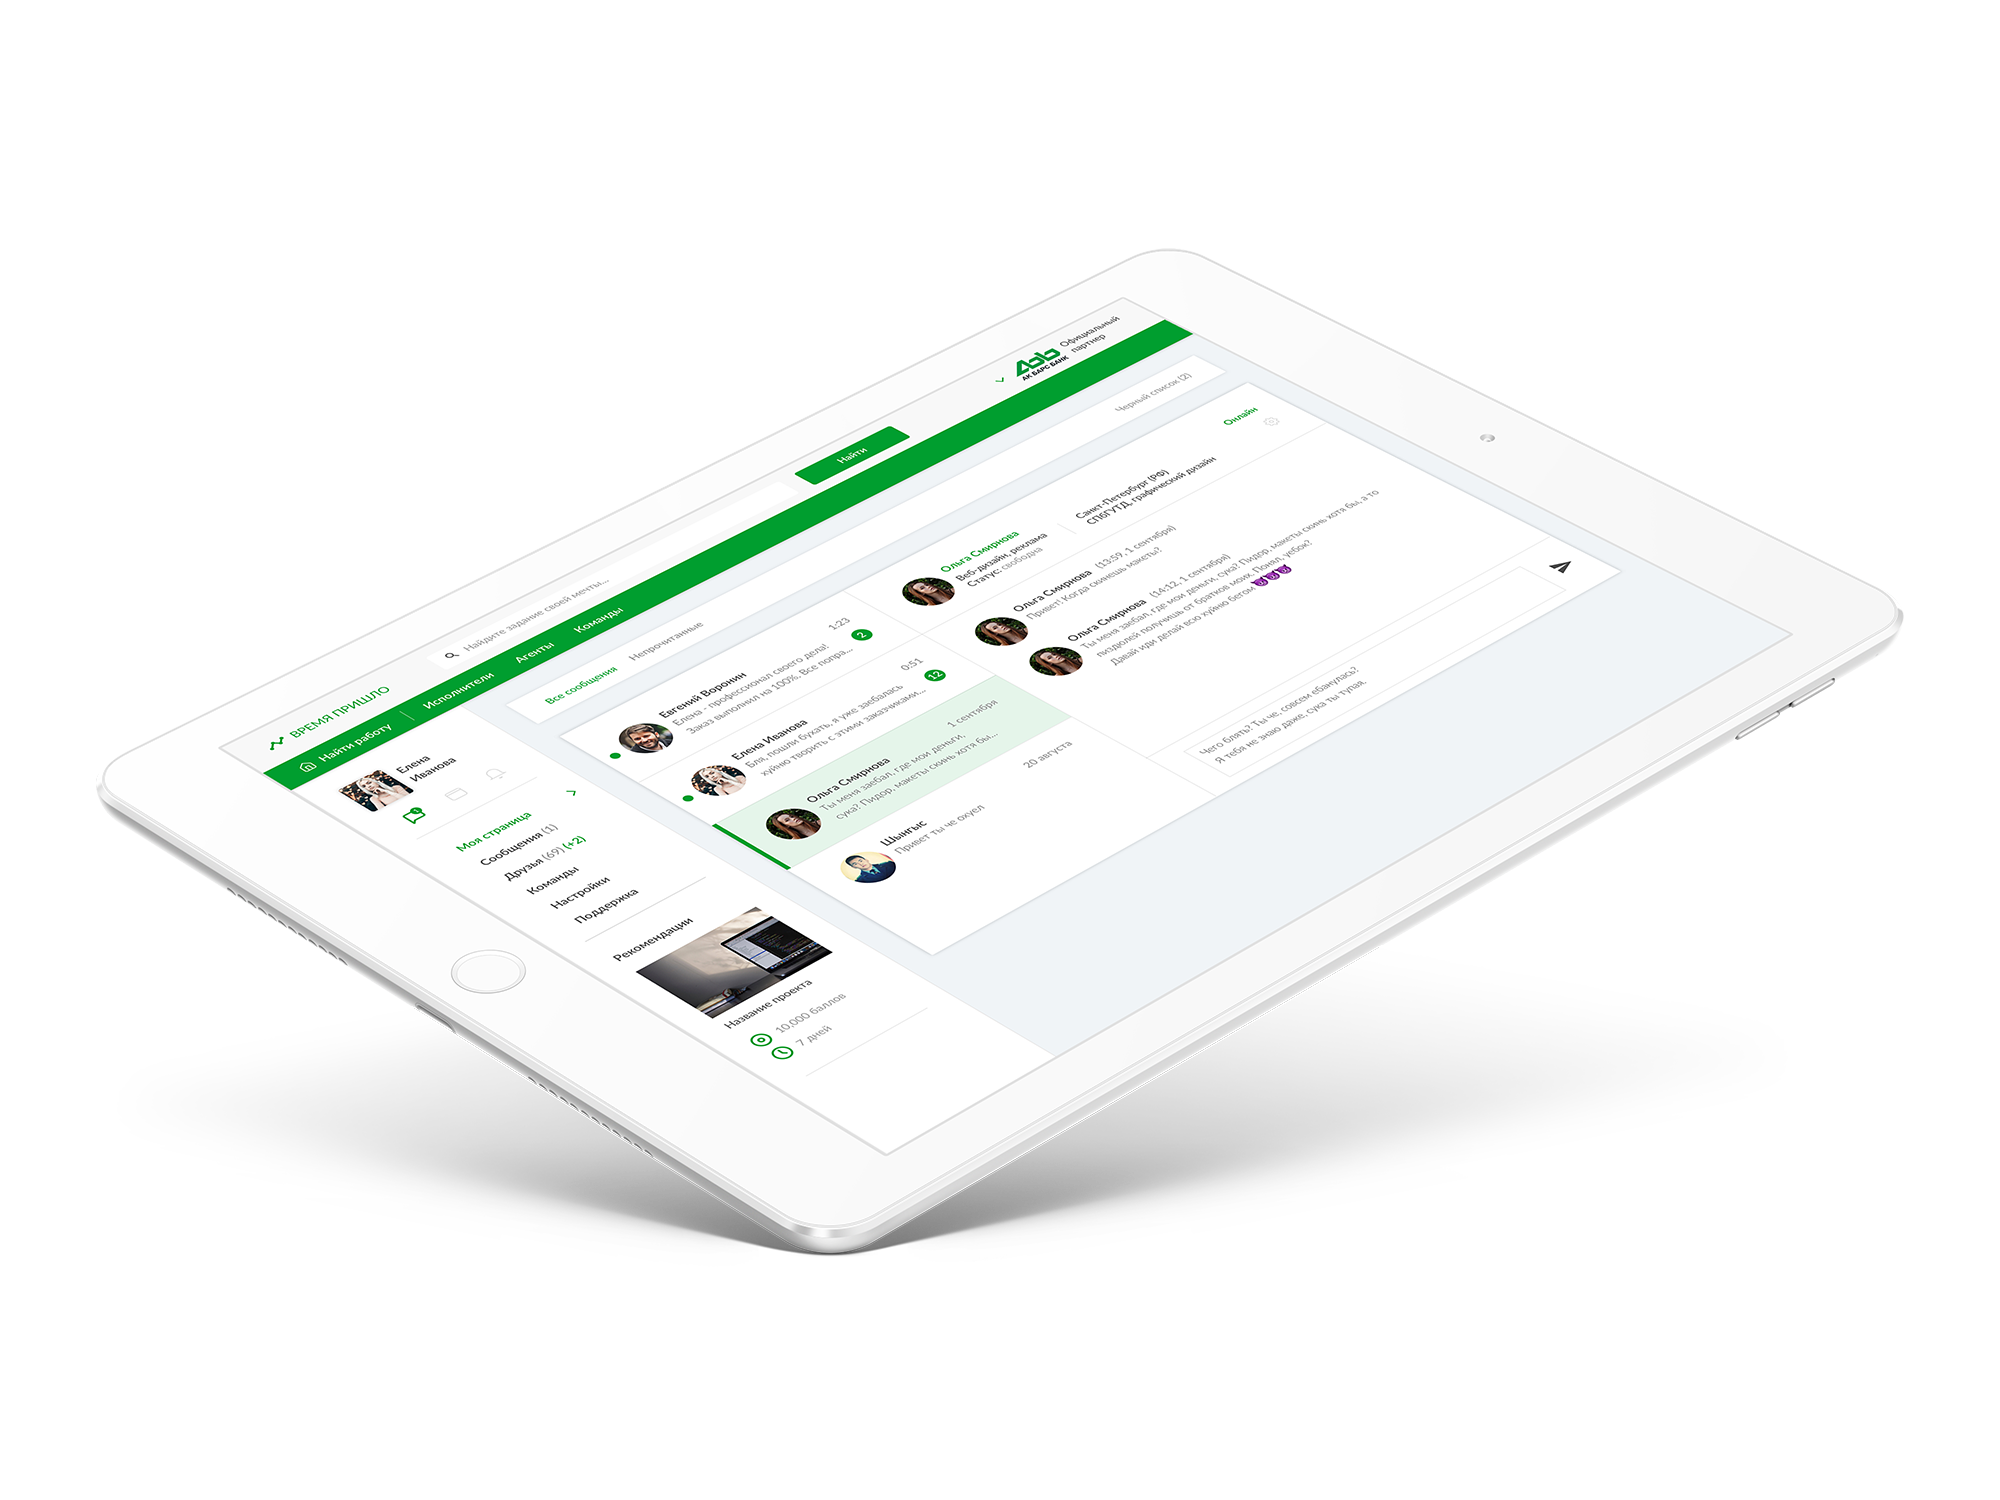 ВРЕМЯ ПРИШЛО
Найдите задание своей мечты...
Найти
АК БАРС БАНК
Официальный
партнер
Найти работу
Исполнители
Агенты
Команды
Елена
Иванова
1
Моя страница
Сообщения (1)
Друзья (69) (+2)
Команды
Настройки
Поддержка
Рекомендации
Название проекта
10.000 баллов
7 дней
Все сообщения
Непрочитанные
Черный список (2)
Евгений Воронин
1:23
Елена - профессионал своего дела!
Заказ выполнил на 100%. Все попра...
2
Елена Иванова
0:51
Бля, пошли бухать, я уже заебалась
хуйню творить с этими заказчиками...
12
Ольга Смирнова
1 сентября
Ты меня заебал, где мои деньги,
сука? Пидор, макеты скинь хотя бы...
Шынгыс
20 августа
Привет ты че охуел
Ольга Смирнова
Веб-дизайн, реклама
Статус: свободна
Санкт-Петербург (РФ)
СПбГУТД, графический дизайн
Онлайн
Ольга Смирнова (13:59, 1 сентября)
Привет! Когда скинешь макеты?
Ольга Смирнова (14:12, 1 сентября)
Ты меня заебал, где мои деньги, сука? Пидор, макеты скинь хотя бы, а то
пиздюлей получишь от братков моих. Понял, уебок?
Давай иди делай всю хуйню бегом 😈😈😈
Чего блять? Ты че, совсем ебанулась?
Я тебя не знаю даже, сука ты тупая.